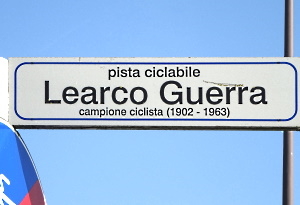 pista ciclabile
Learco Guerra
campione ciclista (1902 - 1963)